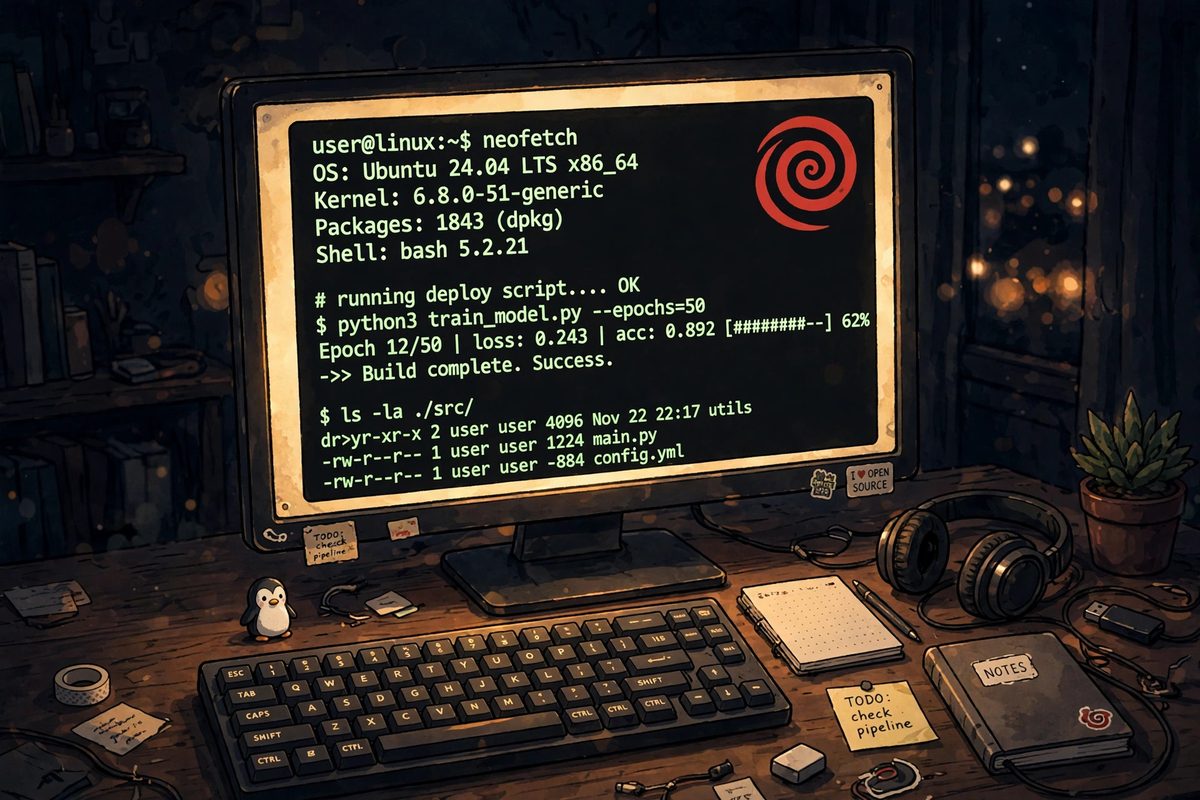 user@linux:~$ neofetch
OS: Ubuntu 24.04 LTS x86_64
Kernel: 6.8.0-51-generic
Packages: 1843 (dpkg)
Shell: bash 5.2.21
# running deploy script.... OK
$ python3 train_model.py --epochs=50
Epoch 12/50 | loss: 0.243 | acc: 0.892 [########--] 62%
->> Build complete. Success.
$ ls -la ./src/
dr>yr-xr-x 2 user user 4096 Nov 22 22:17 utils
-rw-r--r-- 1 user user 1224 main.py
-rw-r--r-- 1 user user -884 config.yml
I ♥ OPEN
SOURCE
TODO:
check
pipeline
ESC
TAB Q W E R T Y U O P
CAPS A S D G H J K L
SHIFT Z X C V N M SHIFT
CTRL CTFL CTRL CTRL CTRL
NOTES
TODO:
check
pipeline